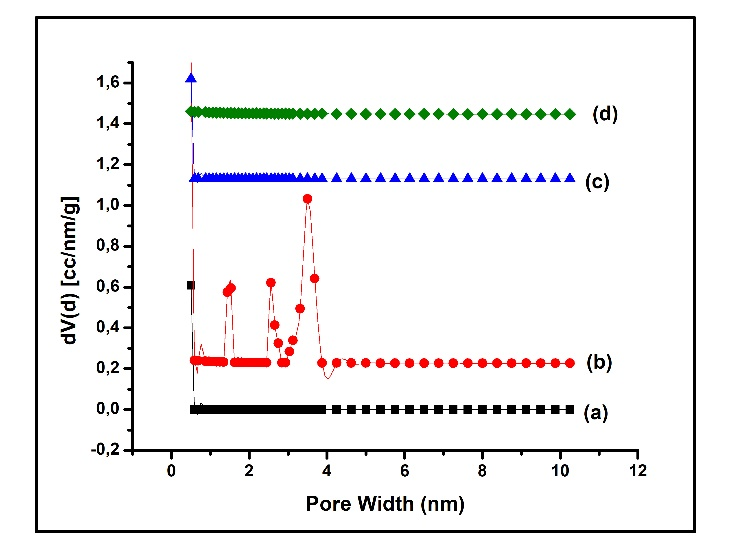 1,6
1,4
1,2
1,0
0,8
0,6
0,4
0,2
0,0
-0,2
dV(d) [cc/nm/g]
(d)
(c)
(b)
(a)
0 2 4 6 8 10 12
Pore Width (nm)